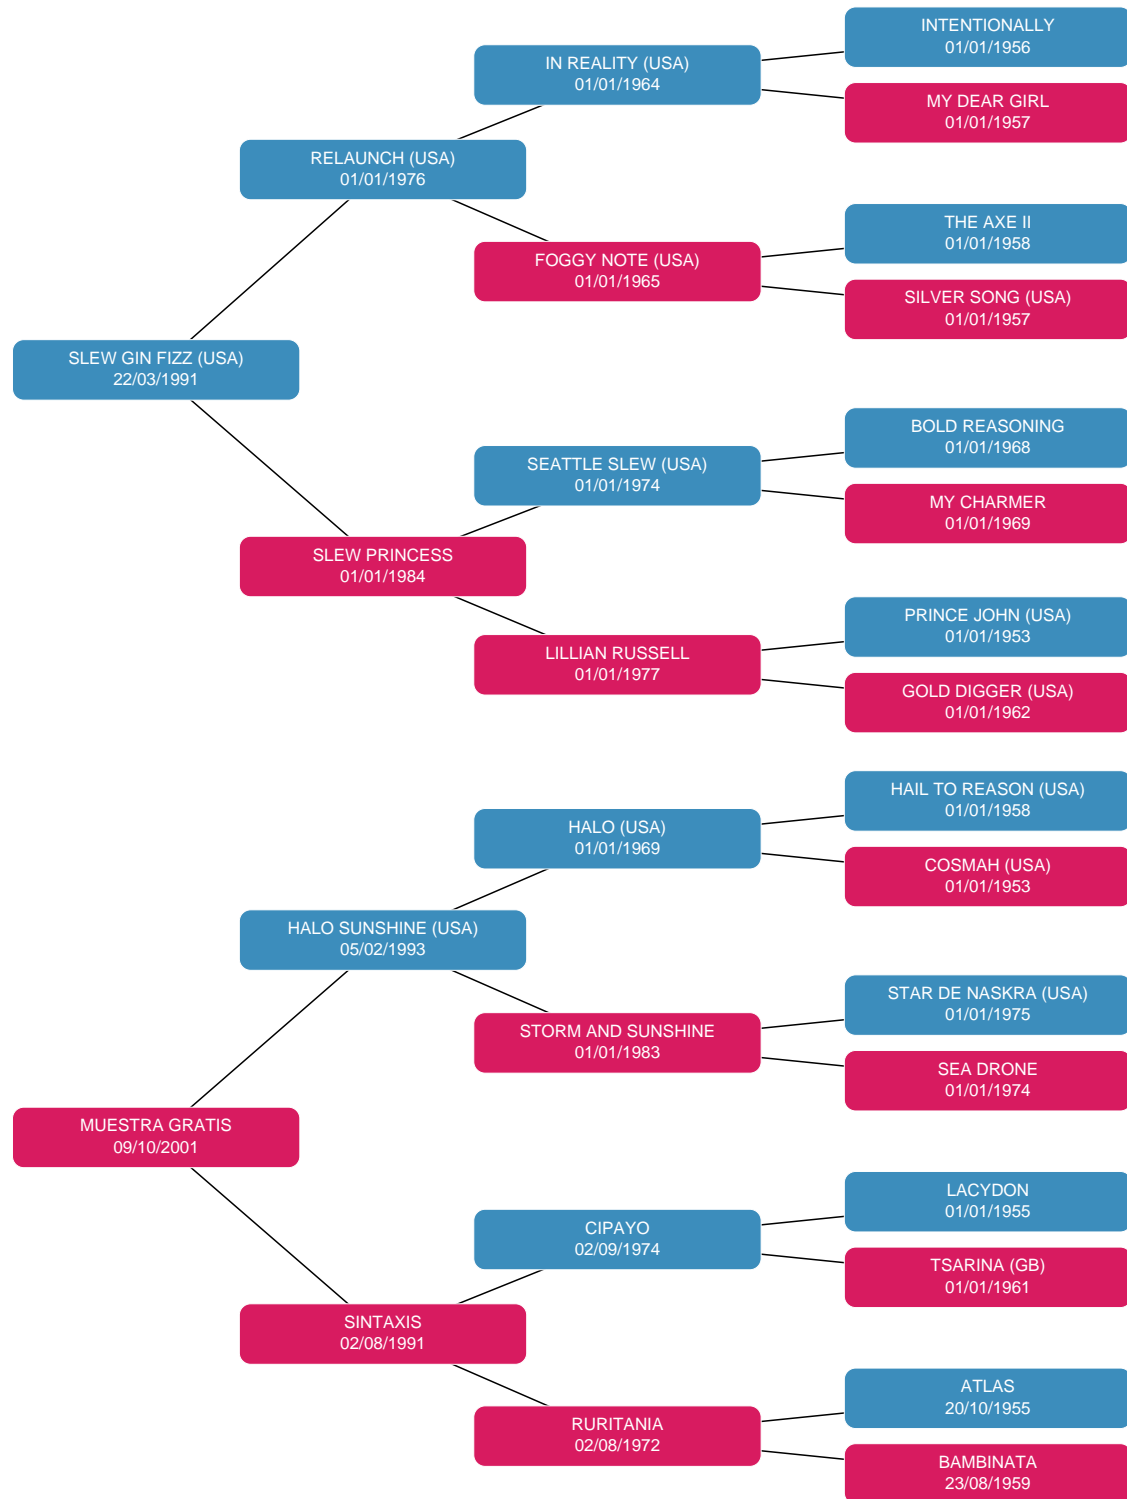 INTENTIONALLY
01/01/1956
IN REALITY (USA)
01/01/1964
MY DEAR GIRL
01/01/1957
RELAUNCH (USA)
01/01/1976
THE AXE II
01/01/1958
FOGGY NOTE (USA)
01/01/1965
SILVER SONG (USA)
01/01/1957
SLEW GIN FIZZ (USA)
22/03/1991
BOLD REASONING
01/01/1968
SEATTLE SLEW (USA)
01/01/1974
MY CHARMER
01/01/1969
SLEW PRINCESS
01/01/1984
PRINCE JOHN (USA)
01/01/1953
LILLIAN RUSSELL
01/01/1977
GOLD DIGGER (USA)
01/01/1962
HAIL TO REASON (USA)
01/01/1958
HALO (USA)
01/01/1969
COSMAH (USA)
01/01/1953
HALO SUNSHINE (USA)
05/02/1993
STAR DE NASKRA (USA)
01/01/1975
STORM AND SUNSHINE
01/01/1983
SEA DRONE
01/01/1974
MUESTRA GRATIS
09/10/2001
LACYDON
01/01/1955
CIPAYO
02/09/1974
TSARINA (GB)
01/01/1961
SINTAXIS
02/08/1991
ATLAS
20/10/1955
RURITANIA
02/08/1972
BAMBINATA
23/08/1959